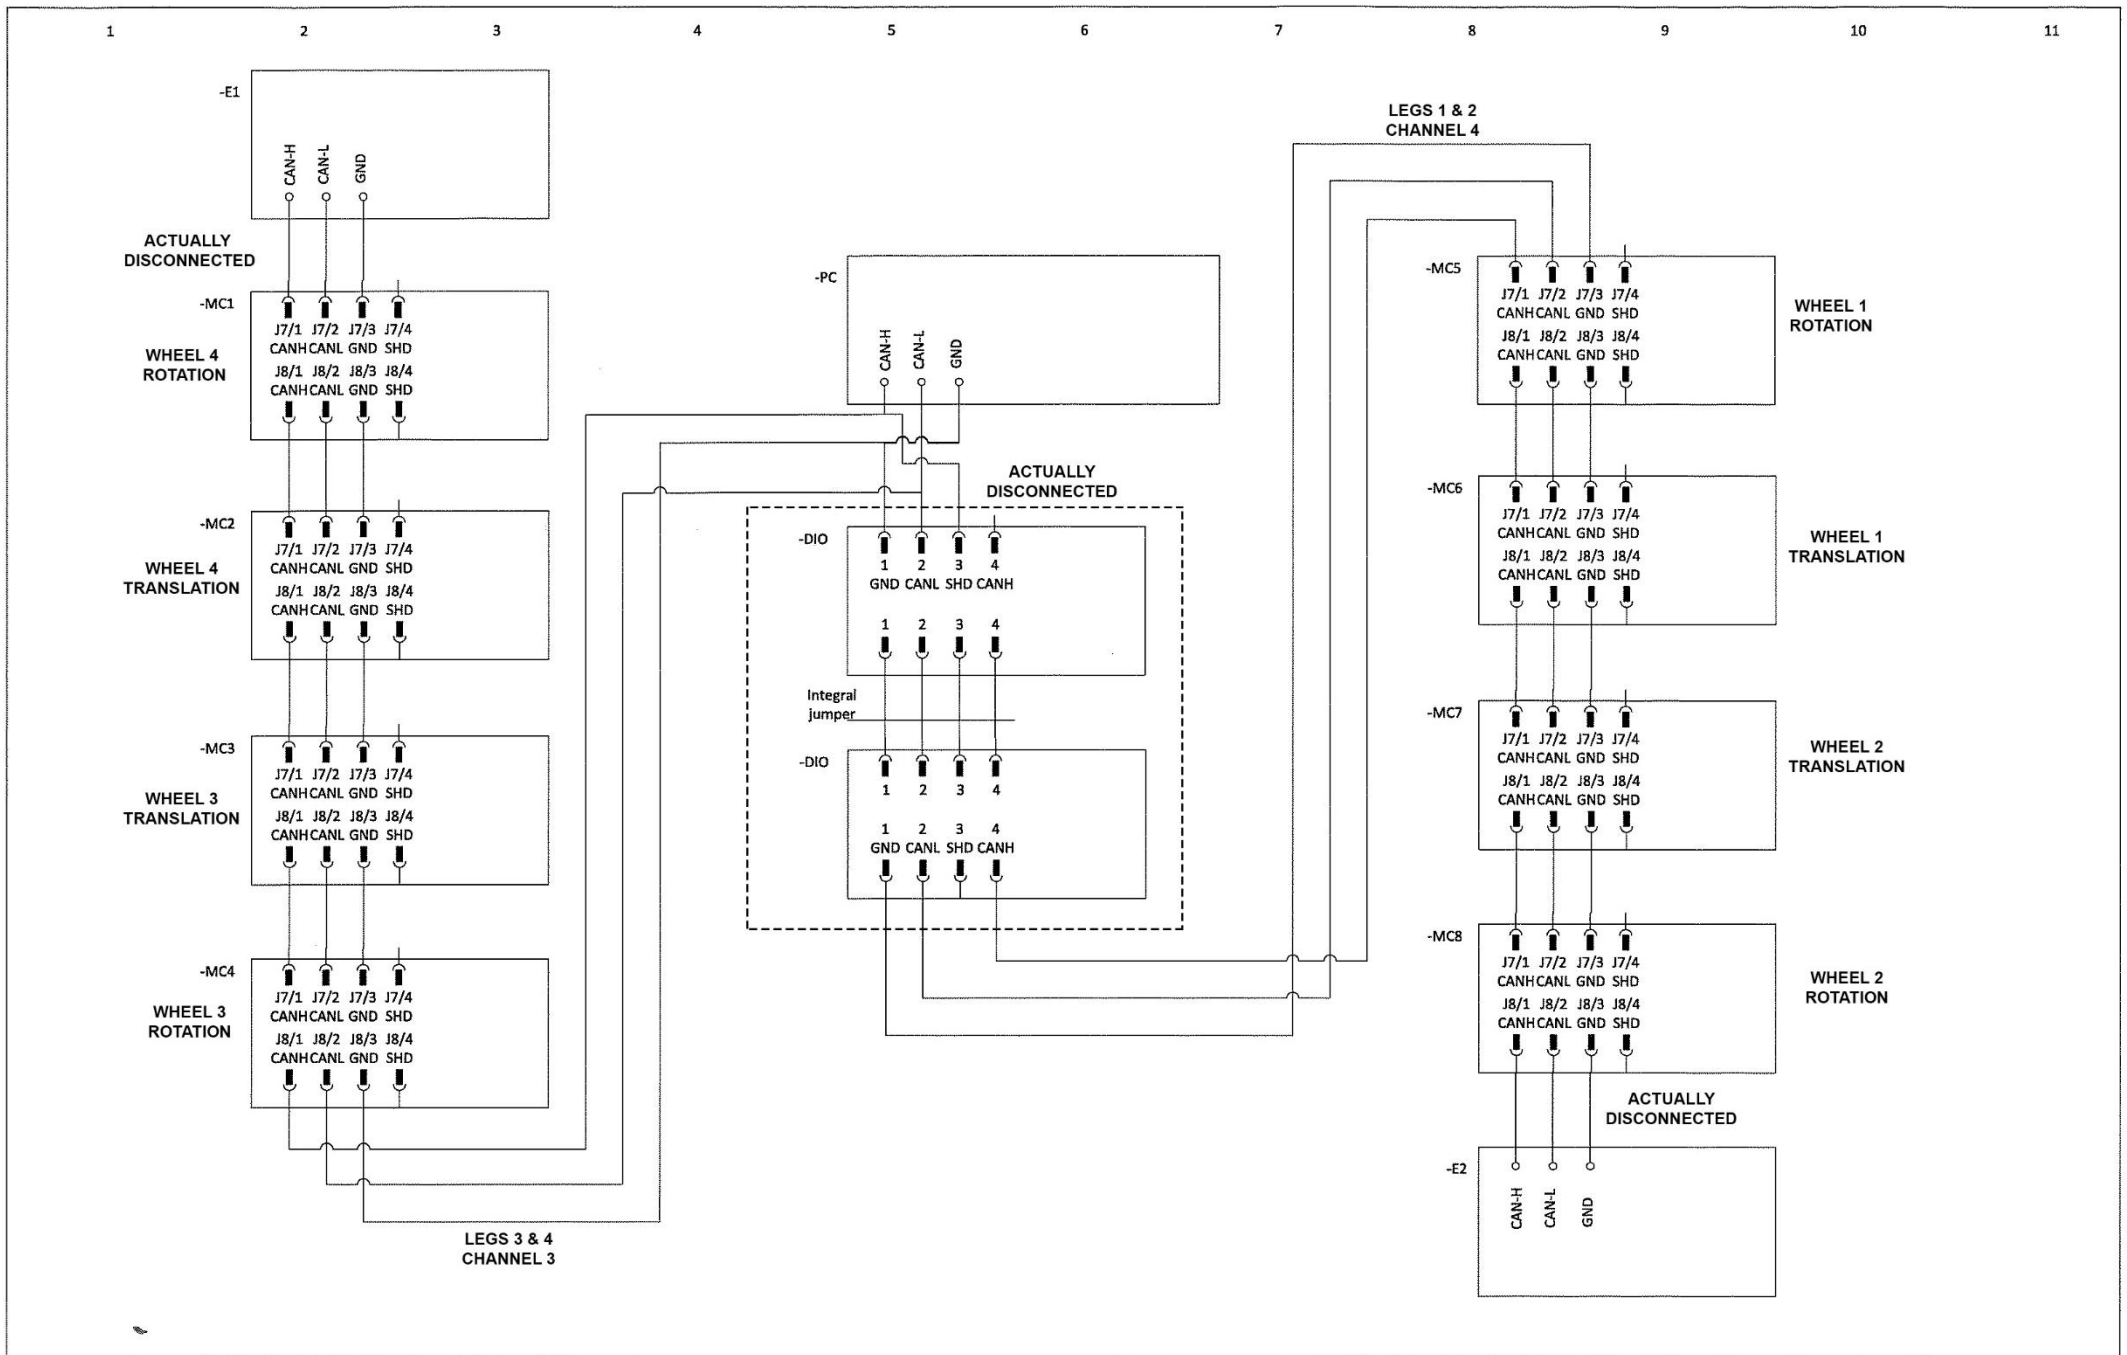 1 2 3 4 5 6 7 8 9 10 11
-E1
CAN-H CAN-L GND
ACTUALLY
DISCONNECTED
-MC1
J7/1 J7/2 J7/3 J7/4
CANH CANL GND SHD
J8/1 J8/2 J8/3 J8/4
CANH CANL GND SHD
WHEEL 4
ROTATION
-MC2
J7/1 J7/2 J7/3 J7/4
CANH CANL GND SHD
J8/1 J8/2 J8/3 J8/4
CANH CANL GND SHD
WHEEL 4
TRANSLATION
-MC3
J7/1 J7/2 J7/3 J7/4
CANH CANL GND SHD
J8/1 J8/2 J8/3 J8/4
CANH CANL GND SHD
WHEEL 3
TRANSLATION
-MC4
J7/1 J7/2 J7/3 J7/4
CANH CANL GND SHD
J8/1 J8/2 J8/3 J8/4
CANH CANL GND SHD
WHEEL 3
ROTATION
LEGS 3 & 4
CHANNEL 3
-PC
CAN-H CAN-L GND
ACTUALLY
DISCONNECTED
-DIO
1 2 3 4
GND CANL SHD CANH
1 2 3 4
Integral
jumper
-DIO
1 2 3 4
1 2 3 4
GND CANL SHD CANH
LEGS 1 & 2
CHANNEL 4
-MC5
J7/1 J7/2 J7/3 J7/4
CANH CANL GND SHD
J8/1 J8/2 J8/3 J8/4
CANH CANL GND SHD
WHEEL 1
ROTATION
-MC6
J7/1 J7/2 J7/3 J7/4
CANH CANL GND SHD
J8/1 J8/2 J8/3 J8/4
CANH CANL GND SHD
WHEEL 1
TRANSLATION
-MC7
J7/1 J7/2 J7/3 J7/4
CANH CANL GND SHD
J8/1 J8/2 J8/3 J8/4
CANH CANL GND SHD
WHEEL 2
TRANSLATION
-MC8
J7/1 J7/2 J7/3 J7/4
CANH CANL GND SHD
J8/1 J8/2 J8/3 J8/4
CANH CANL GND SHD
WHEEL 2
ROTATION
ACTUALLY
DISCONNECTED
-E2
CAN-H CAN-L GND